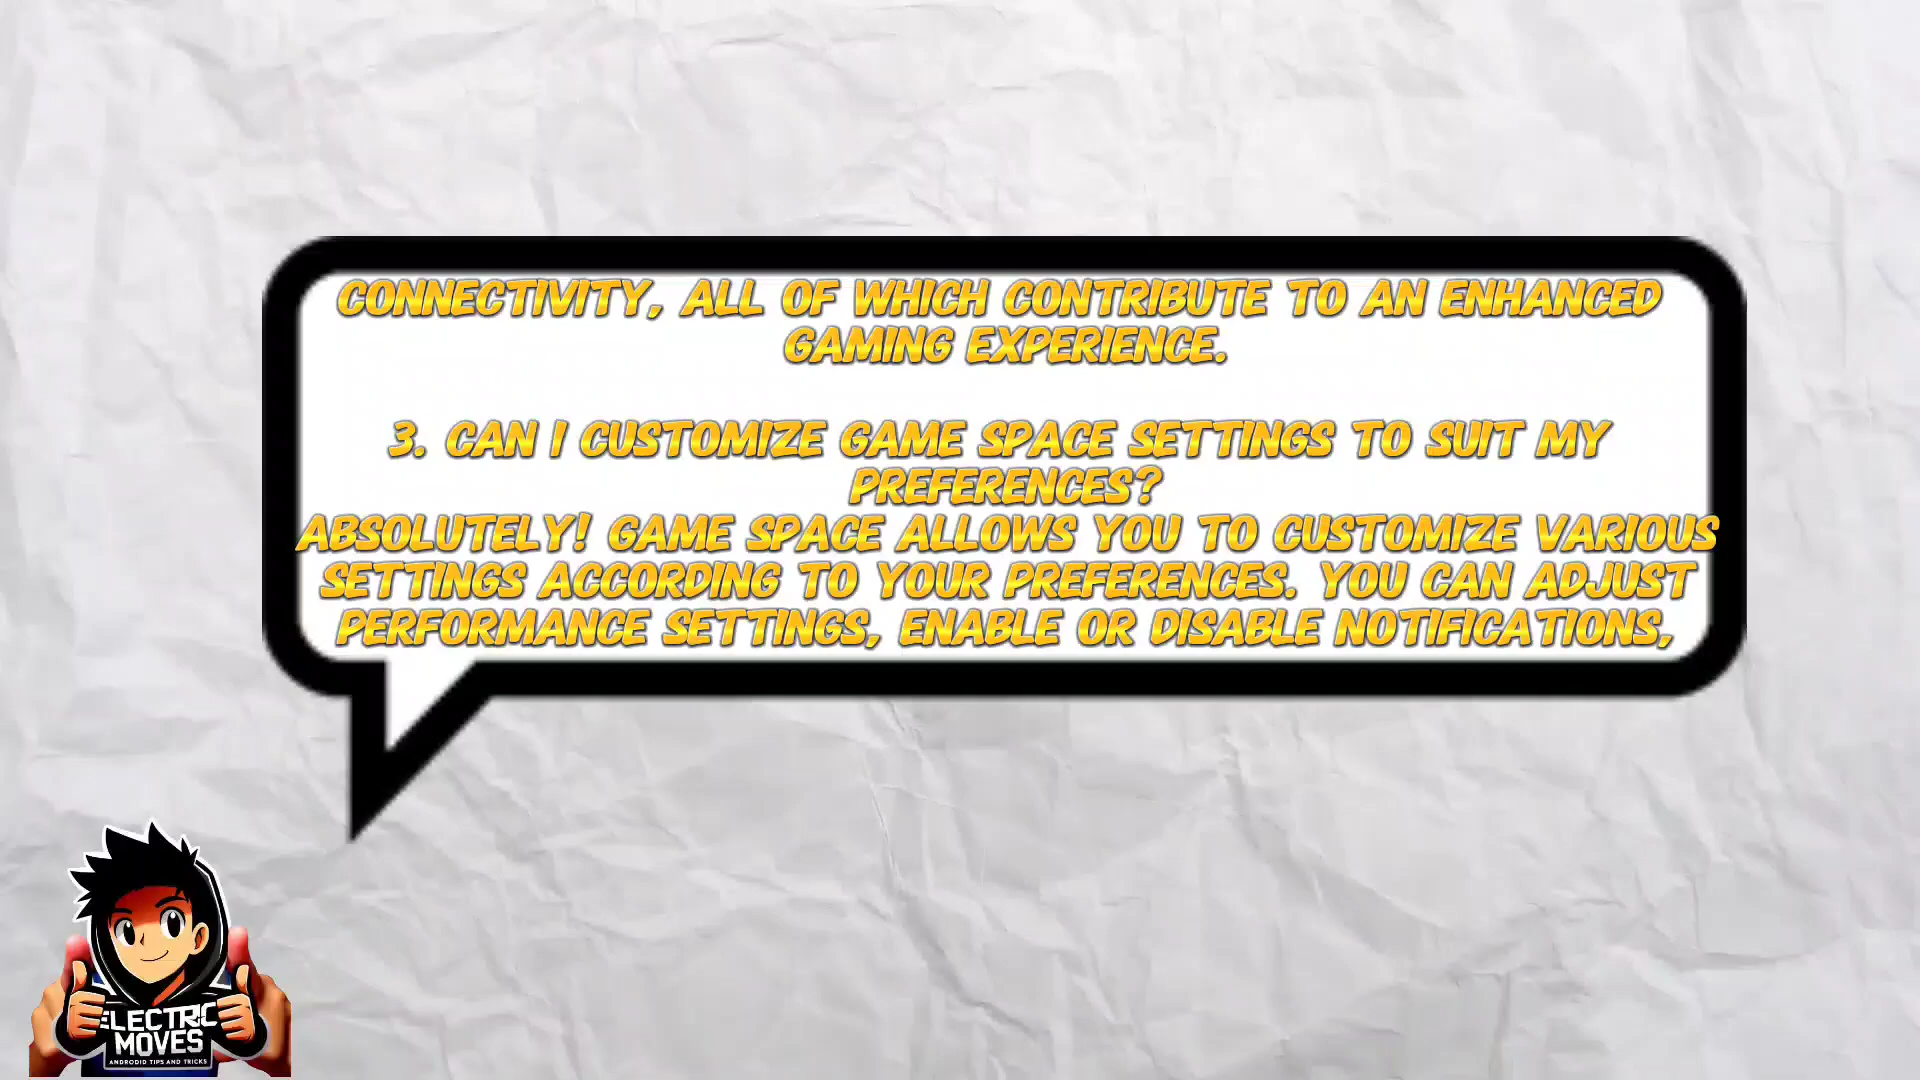 CONNECTIVITY, ALL OF WHICH CONTRIBUTE TO AN ENHANCED
GAMING EXPERIENCE.
3. CAN I CUSTOMIZE GAME SPACE SETTINGS TO SUIT MY
PREFERENCES?
ABSOLUTELY! GAME SPACE ALLOWS YOU TO CUSTOMIZE VARIOUS
SETTINGS ACCORDING TO YOUR PREFERENCES. YOU CAN ADJUST
PERFORMANCE SETTINGS, ENABLE OR DISABLE NOTIFICATIONS,
ELECTRIC
MOVES
ANDRODID TIPS AND TRICKS